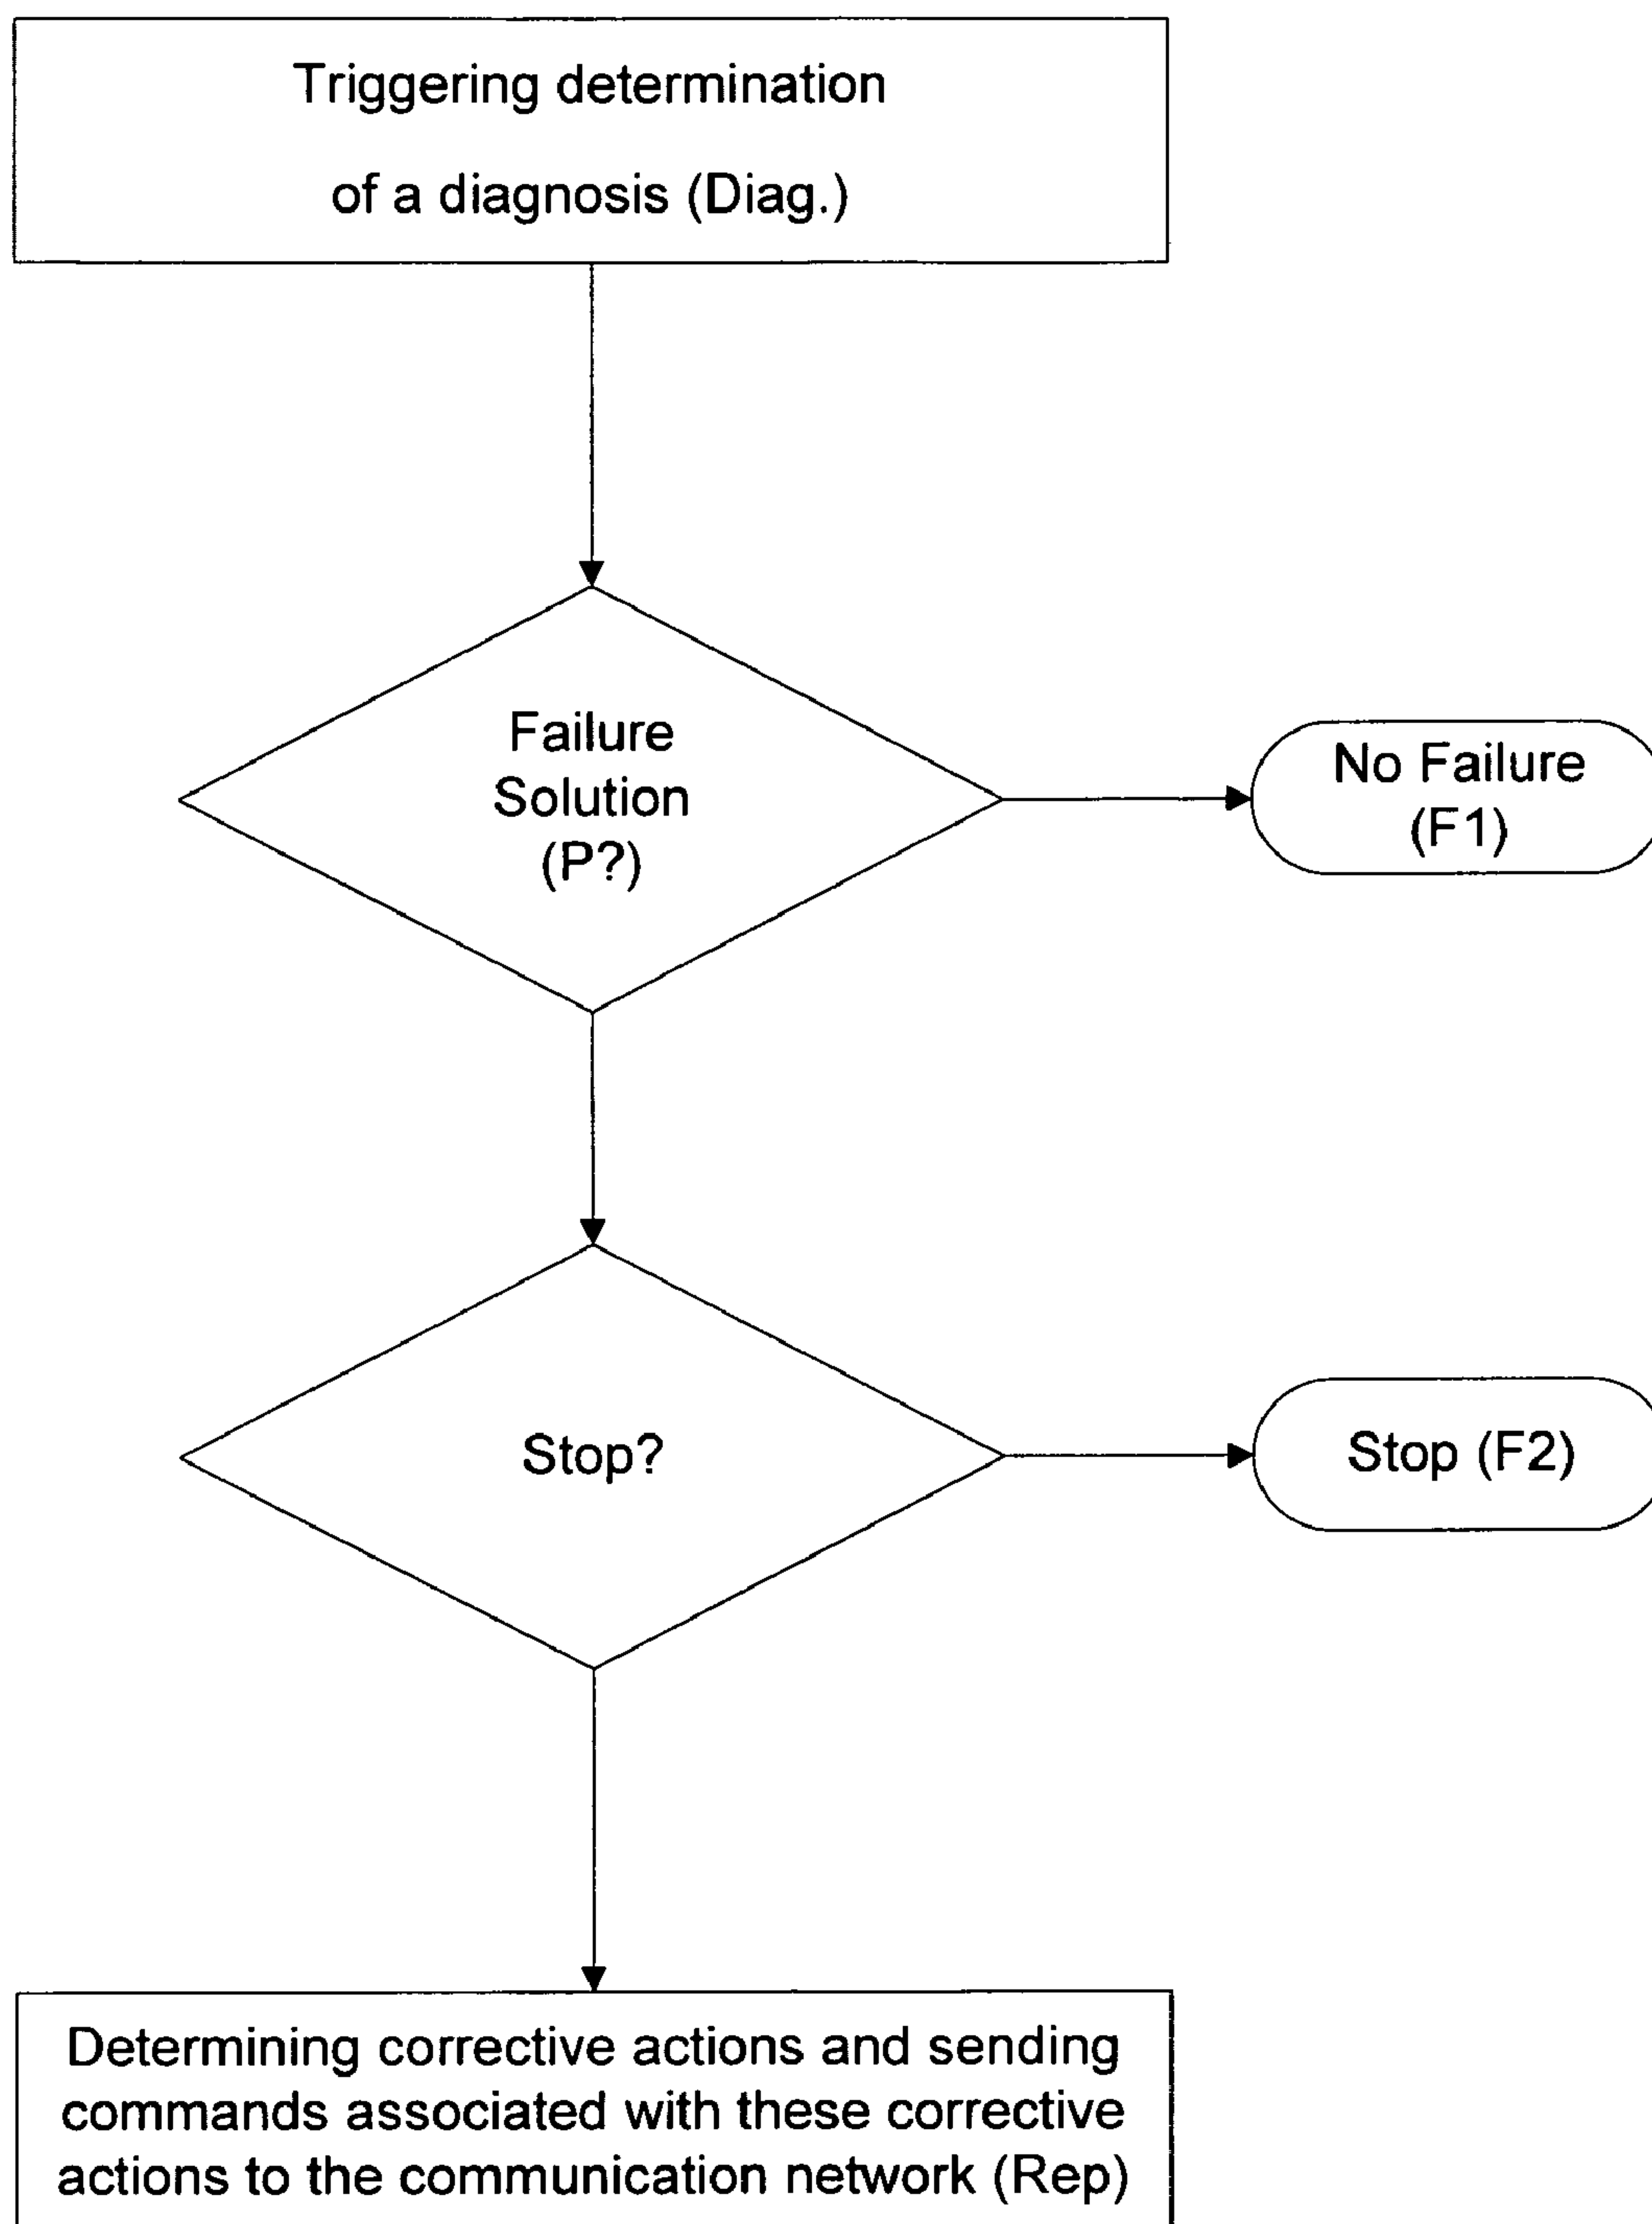 Triggering determination
of a diagnosis (Diag.)
Failure
Solution
(P?)
No Failure
(F1)
Stop?
Stop (F2)
Determining corrective actions and sending
commands associated with these corrective
actions to the communication network (Rep)